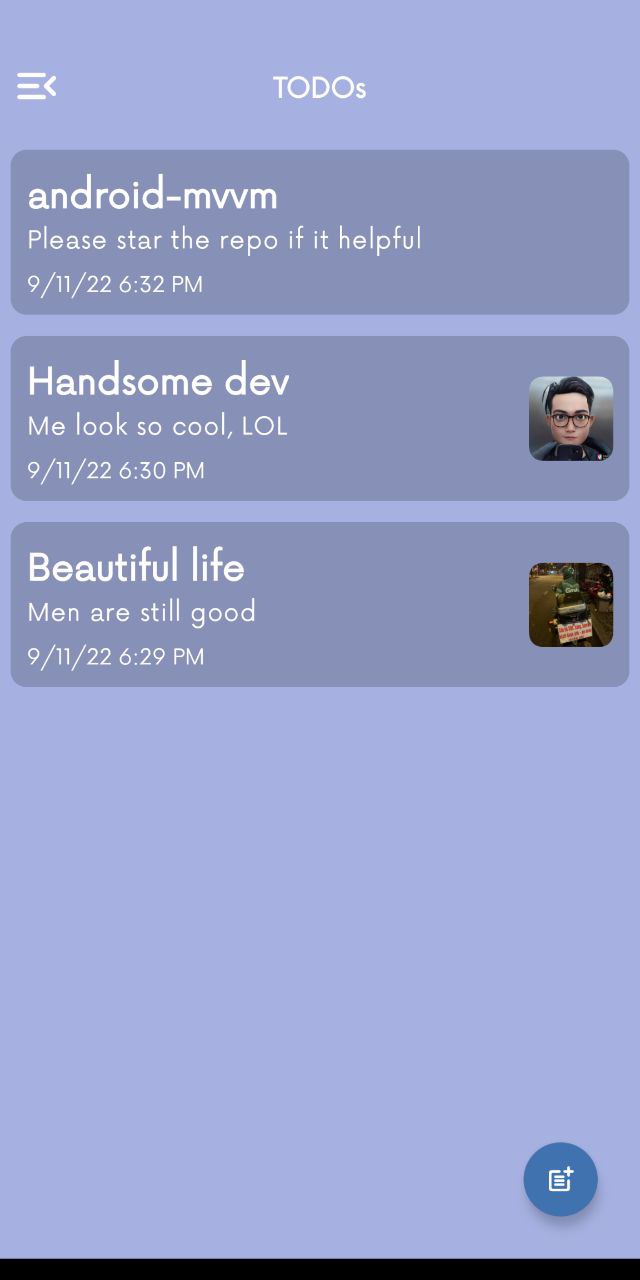 TODOs
android-mvvm
Please star the repo if it helpful
9/11/22 6:32 PM
Handsome dev
Me look so cool, LOL
9/11/22 6:30 PM
Beautiful life
Men are still good
9/11/22 6:29 PM
Grab